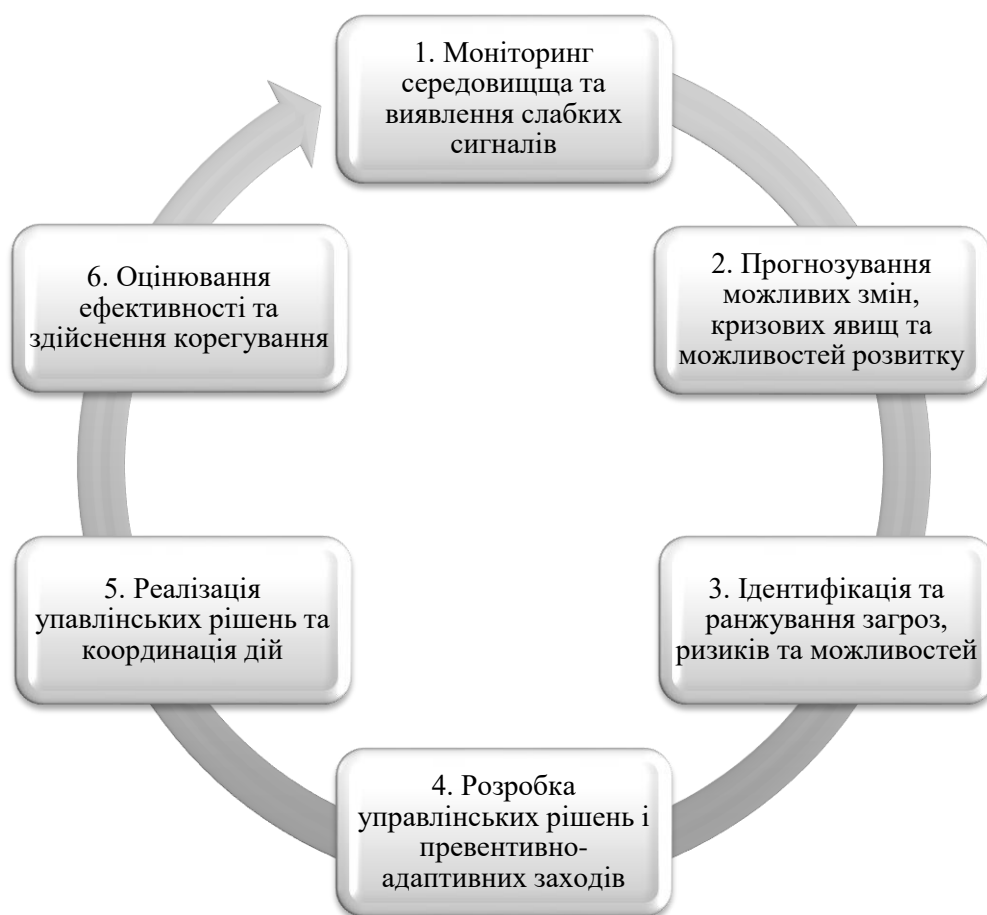 1. Моніторинг
середовищща та
виявлення слабких
сигналів
2. Прогнозування
можливих змін,
кризових явищ та
можливостей розвитку
3. Ідентифікація та
ранжування загроз,
ризиків та можливостей
4. Розробка
управлінських рішень і
превентивно-
адаптивних заходів
5. Реалізація
упавлінських рішень та
координація дій
6. Оцінювання
ефективності та
здійснення корегування